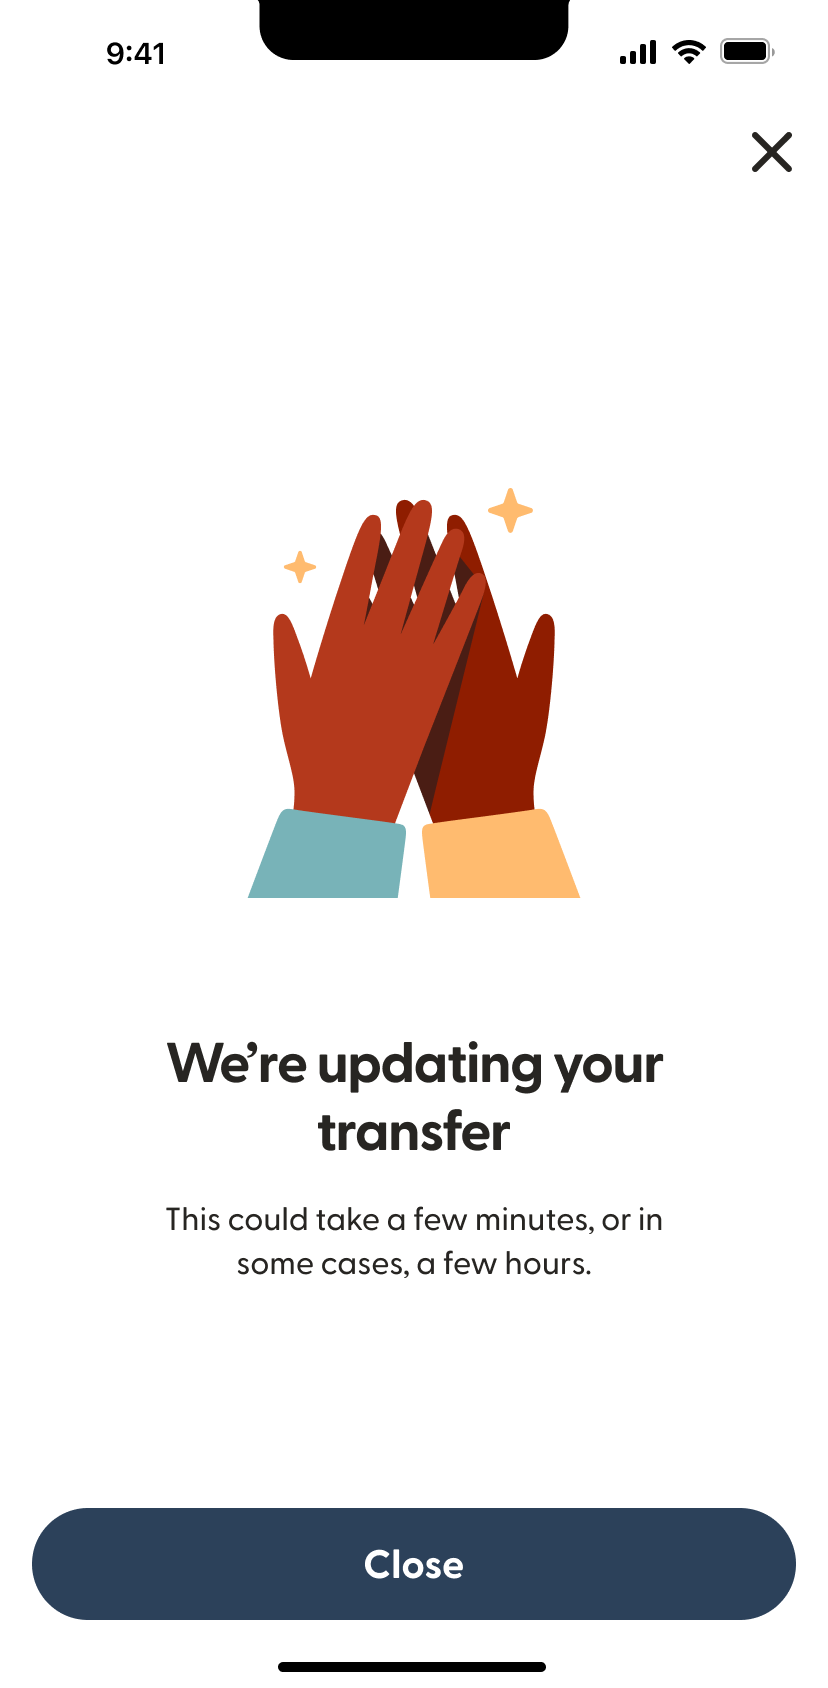 9:41
We’re updating your
transfer
This could take a few minutes, or in
some cases, a few hours.
Close